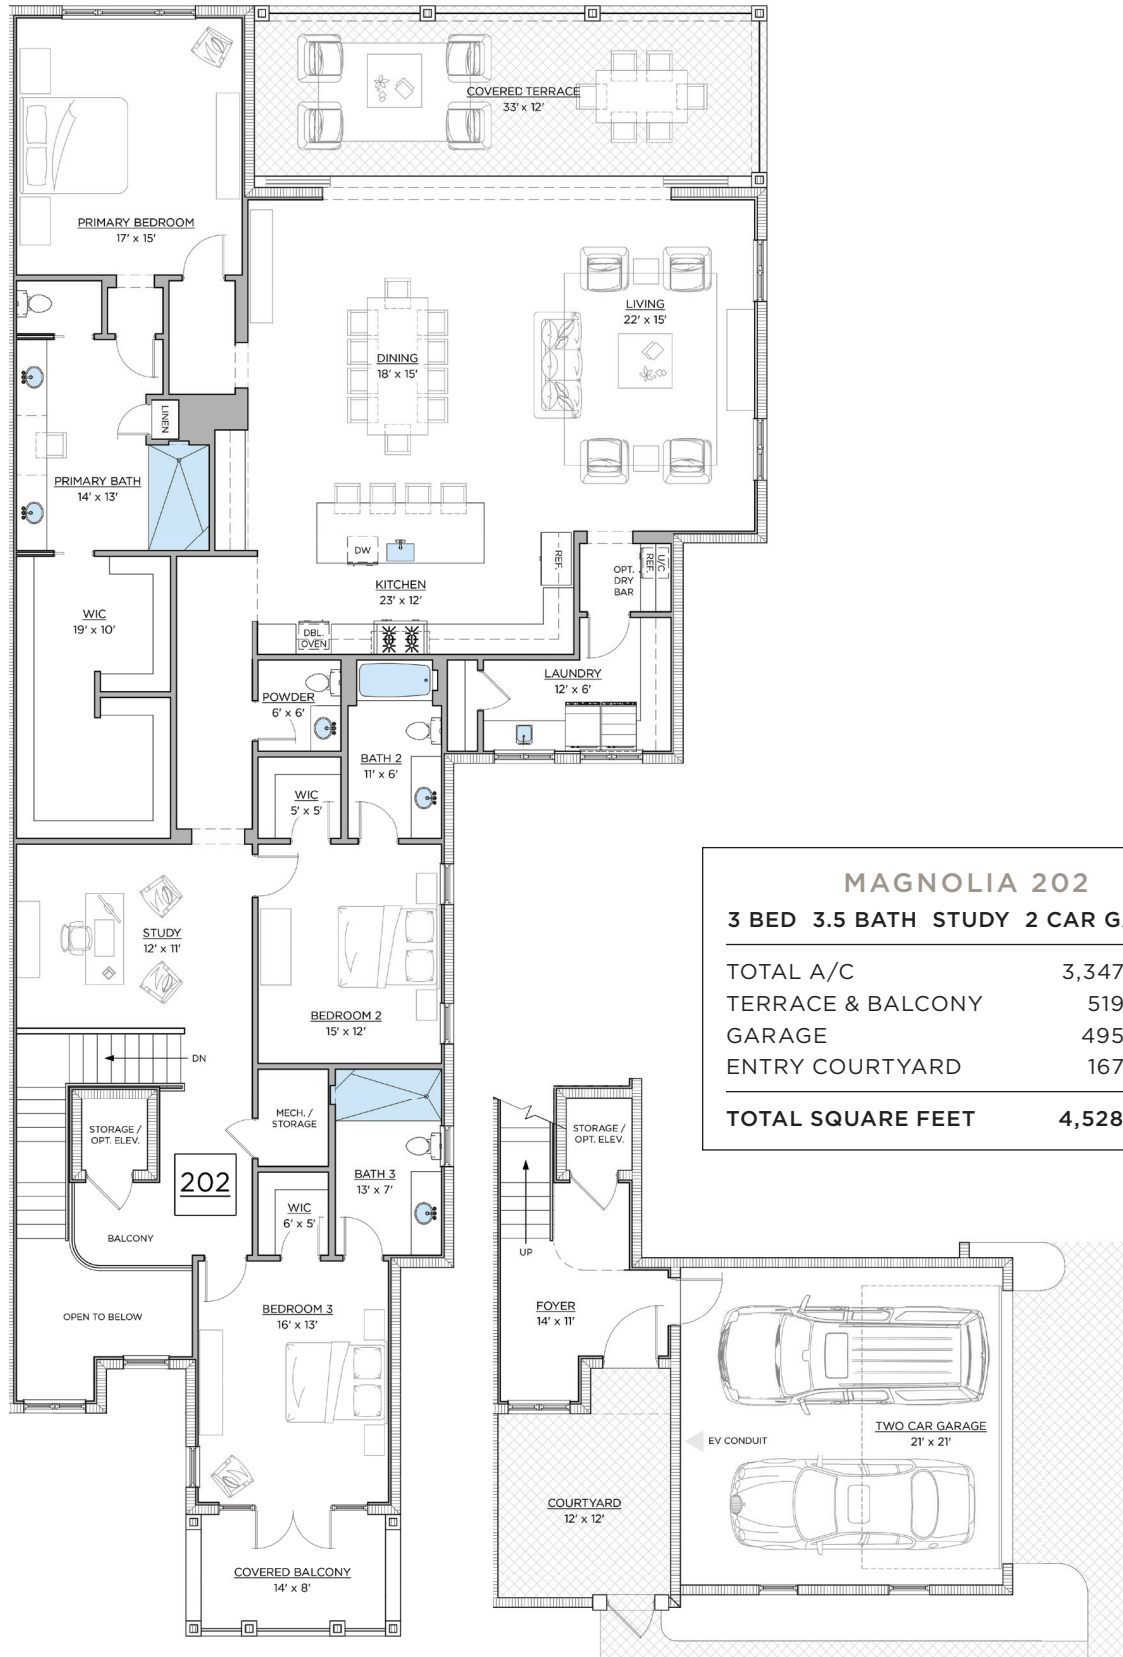 COVERED TERRACE
33' x 12'
PRIMARY BEDROOM
17' x 15'
LIVING
22' x 15'
DINING
18' x 15'
LINEN
PRIMARY BATH
14' x 13'
DW
REF.
OPT.
DRY
BAR
REF.
U/C
KITCHEN
23' x 12'
WIC
19' x 10'
DBL.
OVEN
LAUNDRY
12' x 6'
POWDER
6' x 6'
BATH 2
11' x 6'
WIC
5' x 5'
STUDY
12' x 11'
BEDROOM 2
15' x 12'
DN
MECH. /
STORAGE
STORAGE /
OPT. ELEV.
BATH 3
13' x 7'
202
WIC
6' x 5'
BALCONY
OPEN TO BELOW
BEDROOM 3
16' x 13'
COVERED BALCONY
14' x 8'
MAGNOLIA 202
3 BED 3.5 BATH STUDY 2 CAR G
TOTAL A/C 3,347
TERRACE & BALCONY 519
GARAGE 495
ENTRY COURTYARD 167
TOTAL SQUARE FEET 4,528
STORAGE /
OPT. ELEV.
UP
FOYER
14' x 11'
TWO CAR GARAGE
21' x 21'
EV CONDUIT
COURTYARD
12' x 12'